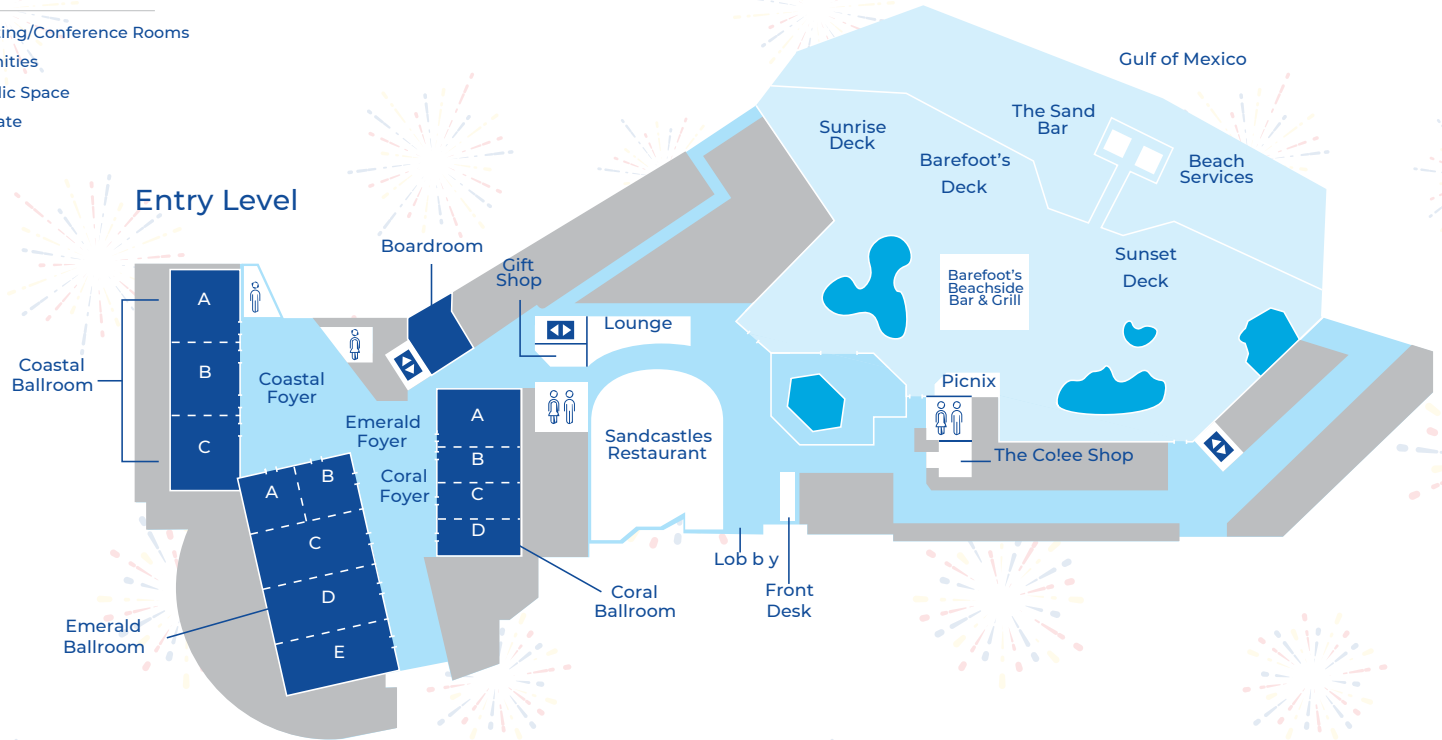 ting/Conference Rooms
nities
lic Space
ate
Entry Level
Gulf of Mexico
The Sand
Bar
Beach
Services
Sunrise
Deck
Barefoot's
Deck
Sunset
Deck
Barefoot's
Beachside
Bar & Grill
Boardroom
Gift
Shop
Lounge
Coastal
Ballroom
A
B
C
Coastal
Foyer
Emerald
Foyer
Coral
Foyer
A
B
C
D
Sandcastles
Restaurant
Picnix
The Co!ee Shop
A
B
C
D
E
Lob b y
Front
Desk
Coral
Ballroom
Emerald
Ballroom